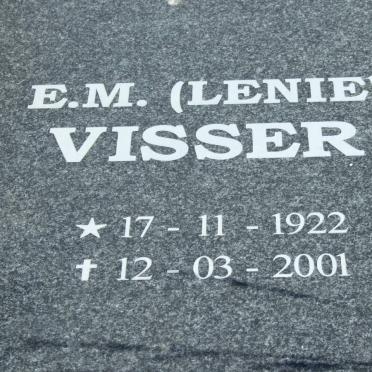 E.M. (LENIE
VISSER
★ 17 - 11 - 1922
✝ 12 - 03 - 2001